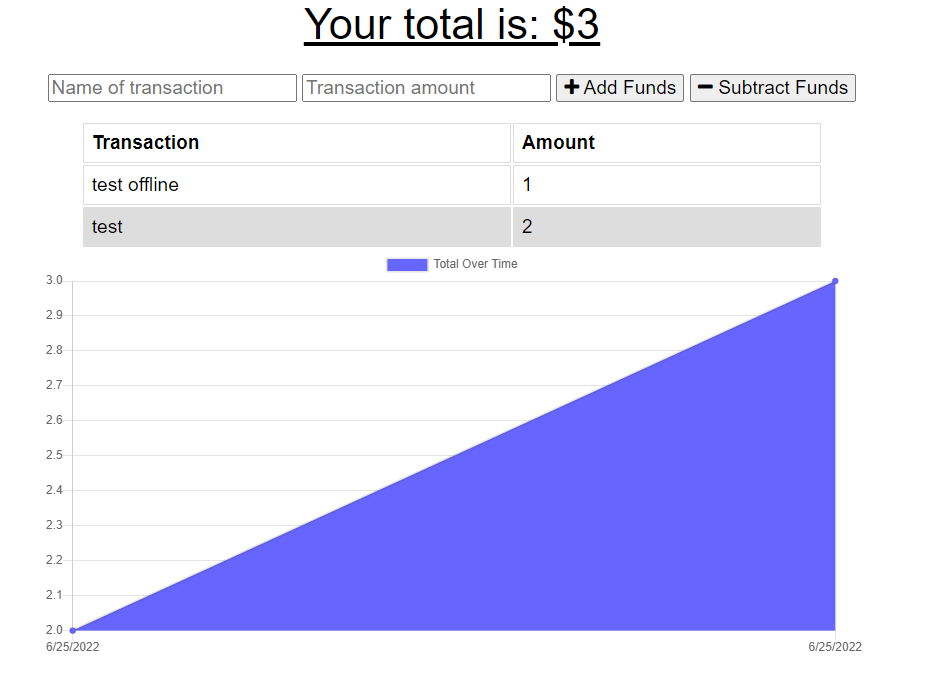 Your total is: $3
Name of transaction Transaction amount + Add Funds − Subtract Funds
Transaction Amount
test offline 1
test 2
Total Over Time
3.0
2.9
2.8
2.7
2.6
2.5
2.4
2.3
2.2
2.1
2.0
6/25/2022 6/25/2022